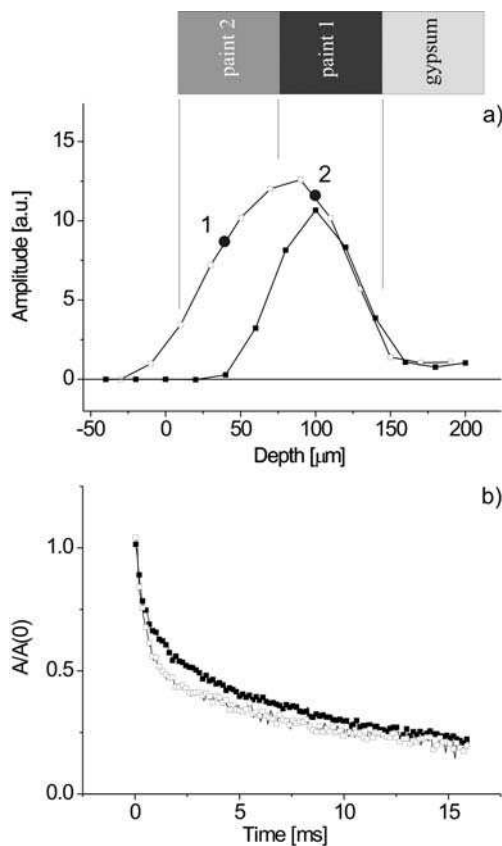 paint 2 paint 1 gypsum
a)
15
10
5
0
Amplitude [a.u.]
1
2
-50 0 50 100 150 200
Depth [μm]
b)
1.0
0.5
0.0
A/A(0)
0 5 10 15
Time [ms]